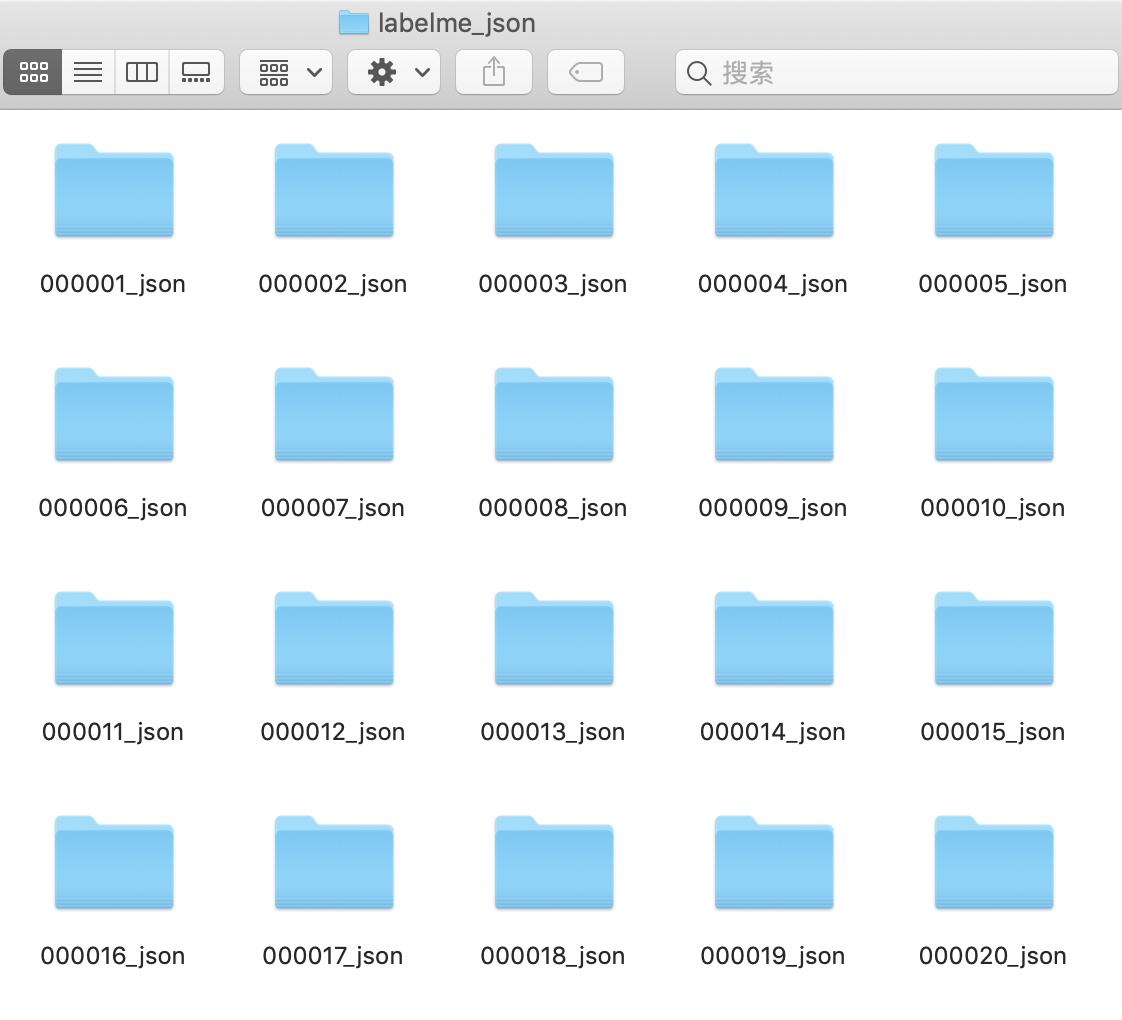 labelme_json
搜索
000001_json 000002_json 000003_json 000004_json 000005_json
000006_json 000007_json 000008_json 000009_json 000010_json
000011_json 000012_json 000013_json 000014_json 000015_json
000016_json 000017_json 000018_json 000019_json 000020_json